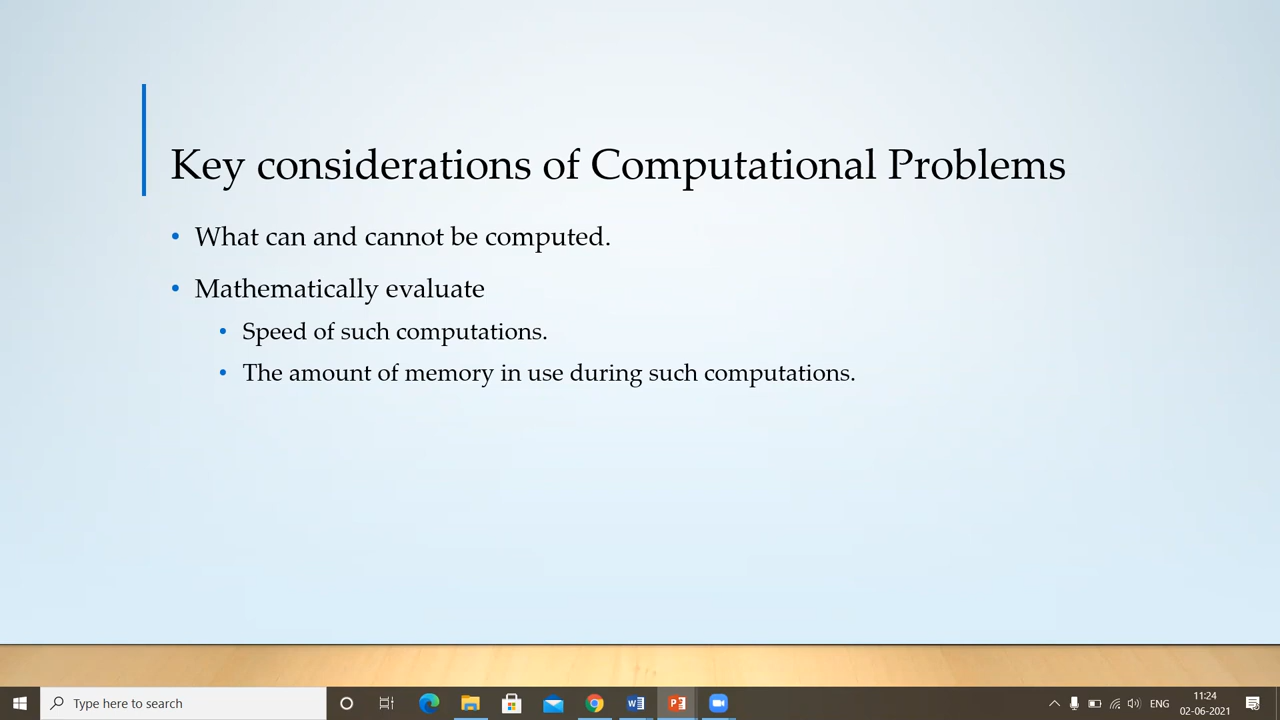 Key considerations of Computational Problems
• What can and cannot be computed.
• Mathematically evaluate
• Speed of such computations.
• The amount of memory in use during such computations.
Type here to search
ENG
11:24
02-06-2021